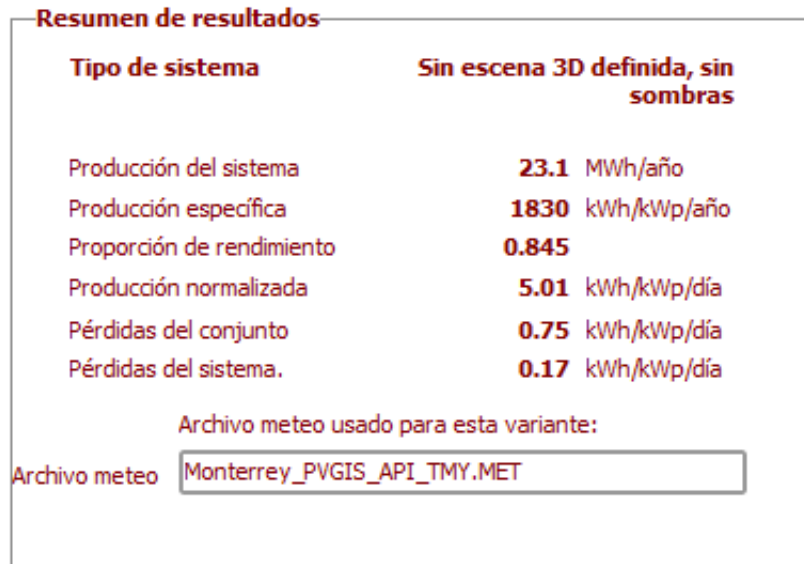 Resumen de resultados
Tipo de sistema Sin escena 3D definida, sin
sombras
Producción del sistema 23.1 MWh/año
Producción específica 1830 kWh/kWp/año
Proporción de rendimiento 0.845
Producción normalizada 5.01 kWh/kWp/día
Pérdidas del conjunto 0.75 kWh/kWp/día
Pérdidas del sistema. 0.17 kWh/kWp/día
Archivo meteo usado para esta variante:
Archivo meteo Monterrey_PVGIS_API_TMY.MET